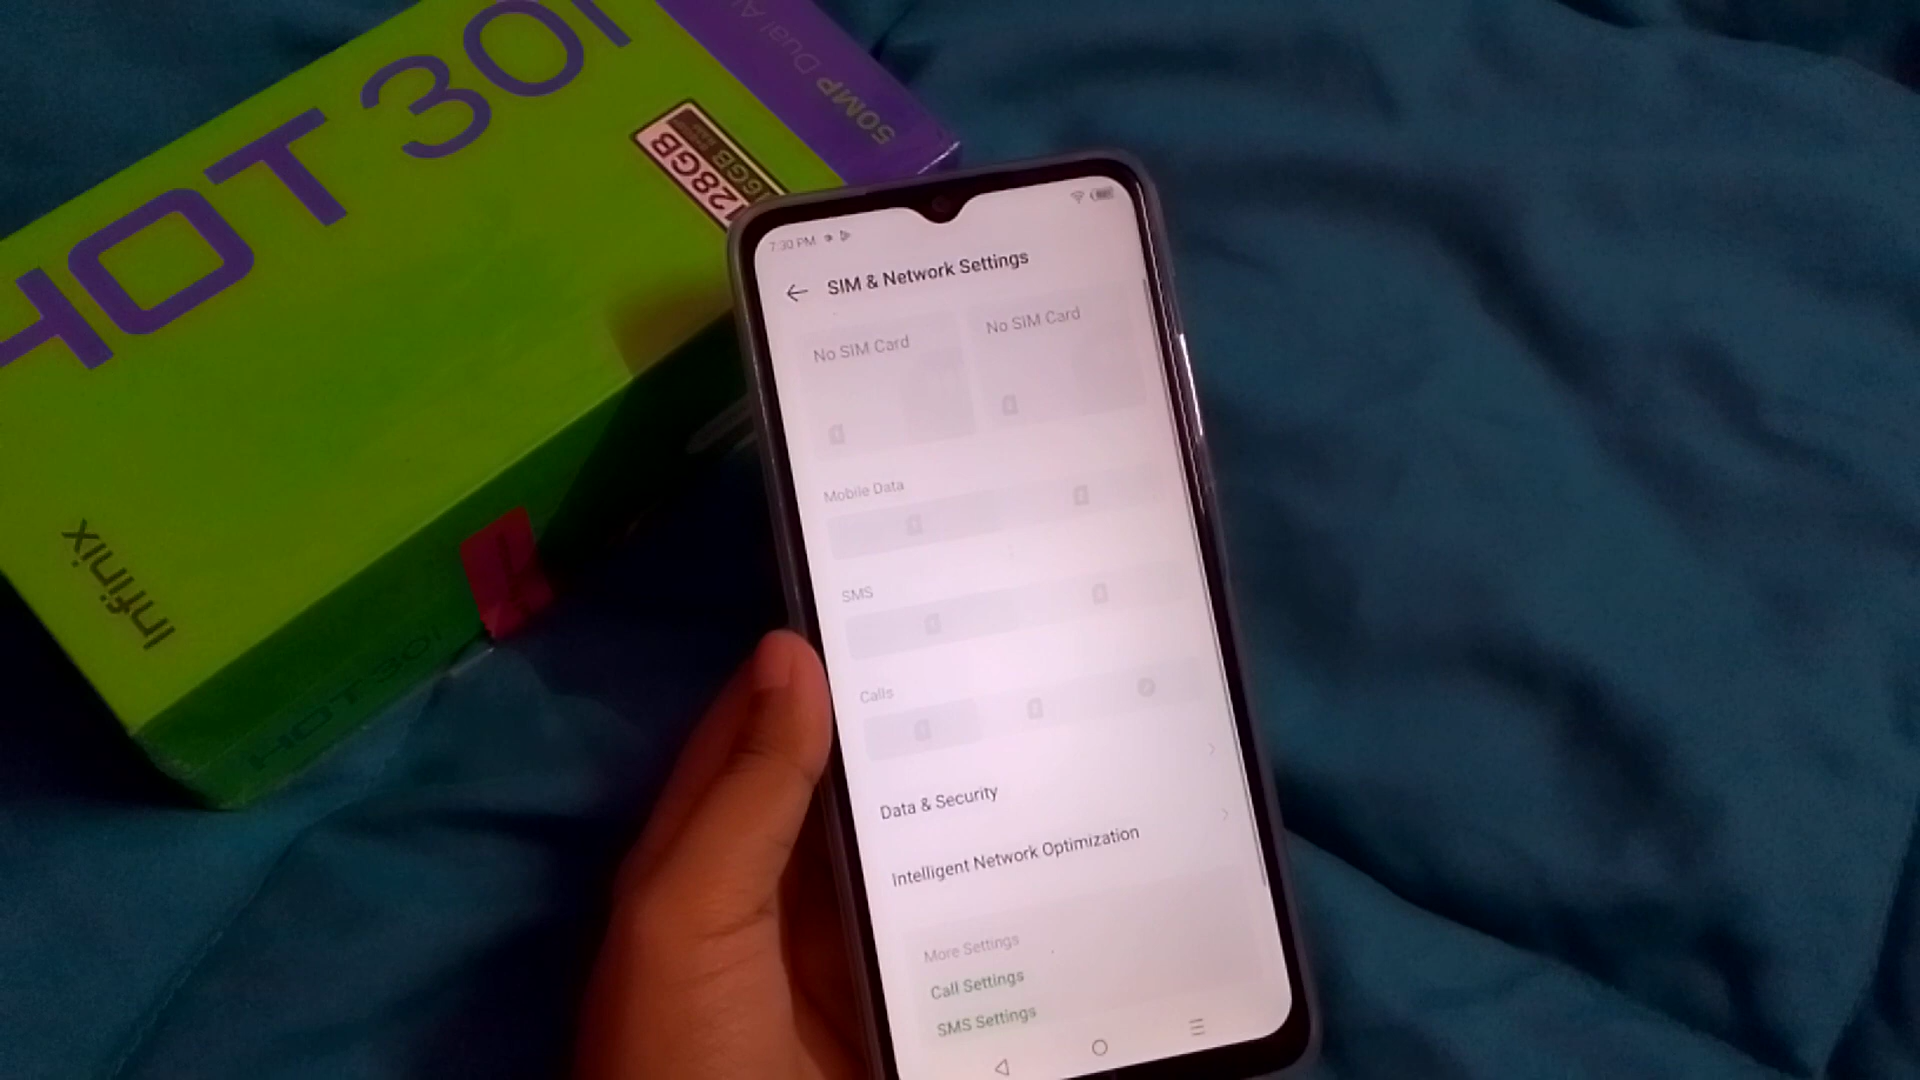 HOT 30i
50MP Dual
128GB
16GB
Infinix
HOT 30i
7:30 PM
SIM & Network Settings
No SIM Card
No SIM Card
Mobile Data
SMS
Calls
Data & Security
Intelligent Network Optimization
More Settings
Call Settings
SMS Settings